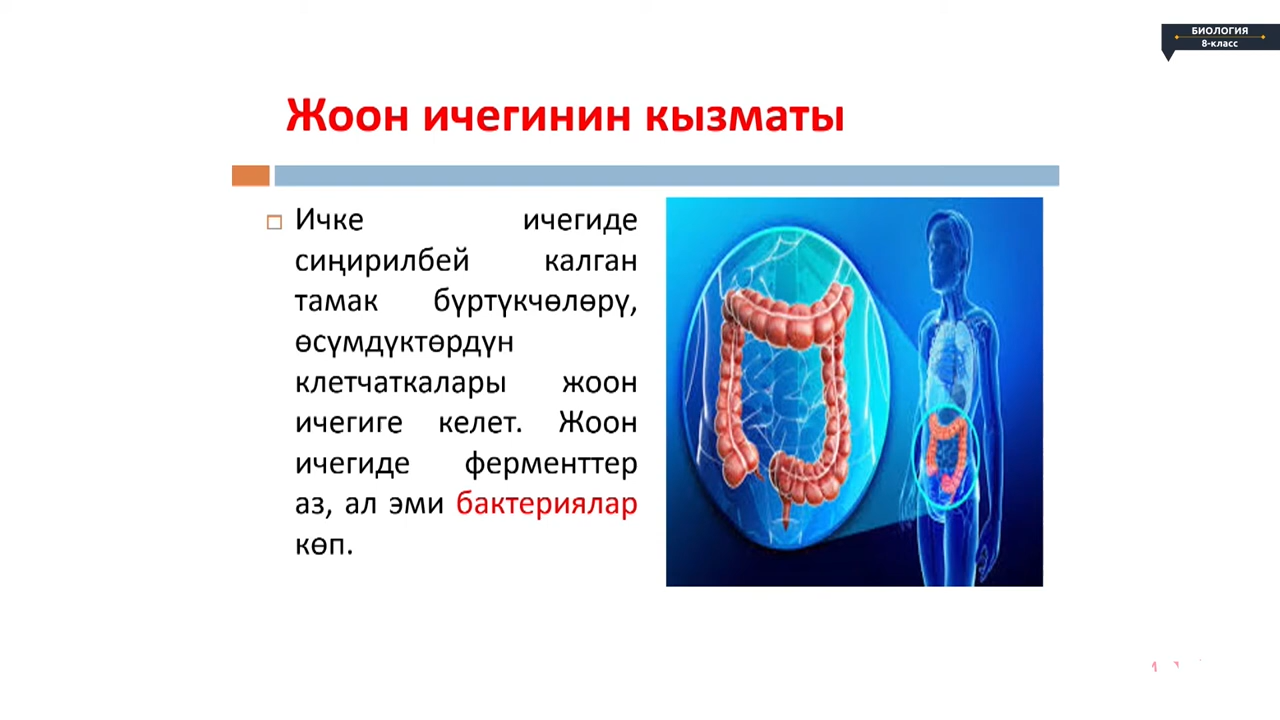 БИОЛОГИЯ
8-класс
Жоон ичегинин кызматы
Ичке ичегиде
сиңирилбей калган
тамак бүртүкчөлөрү,
өсүмдүктөрдүн
клетчаткалары жоон
ичегиге келет. Жоон
ичегиде ферменттер
аз, ал эми бактериялар
көп.